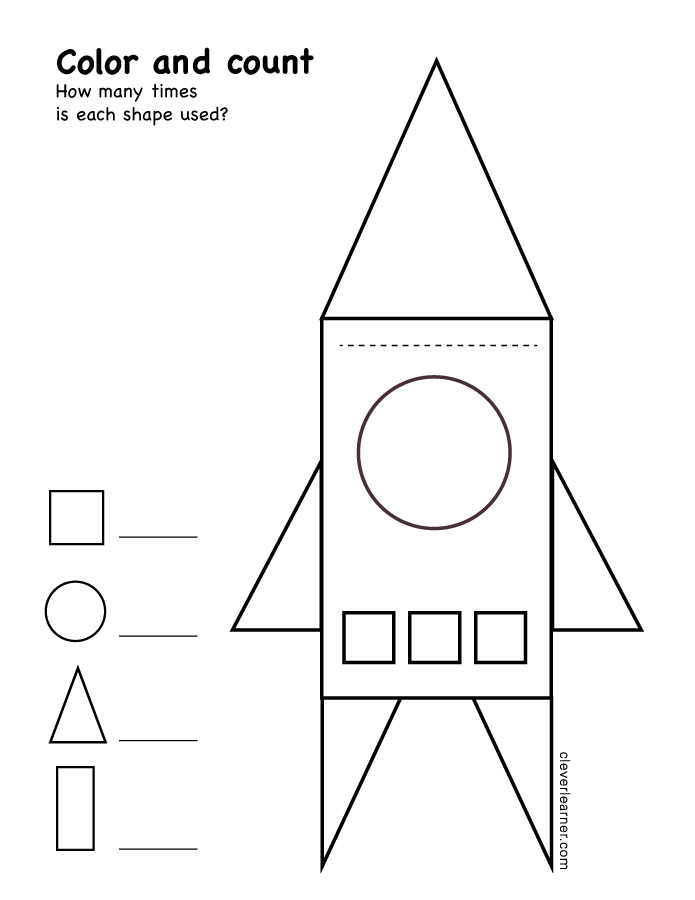 Color and count
How many times
is each shape used?
cleverlearner.com